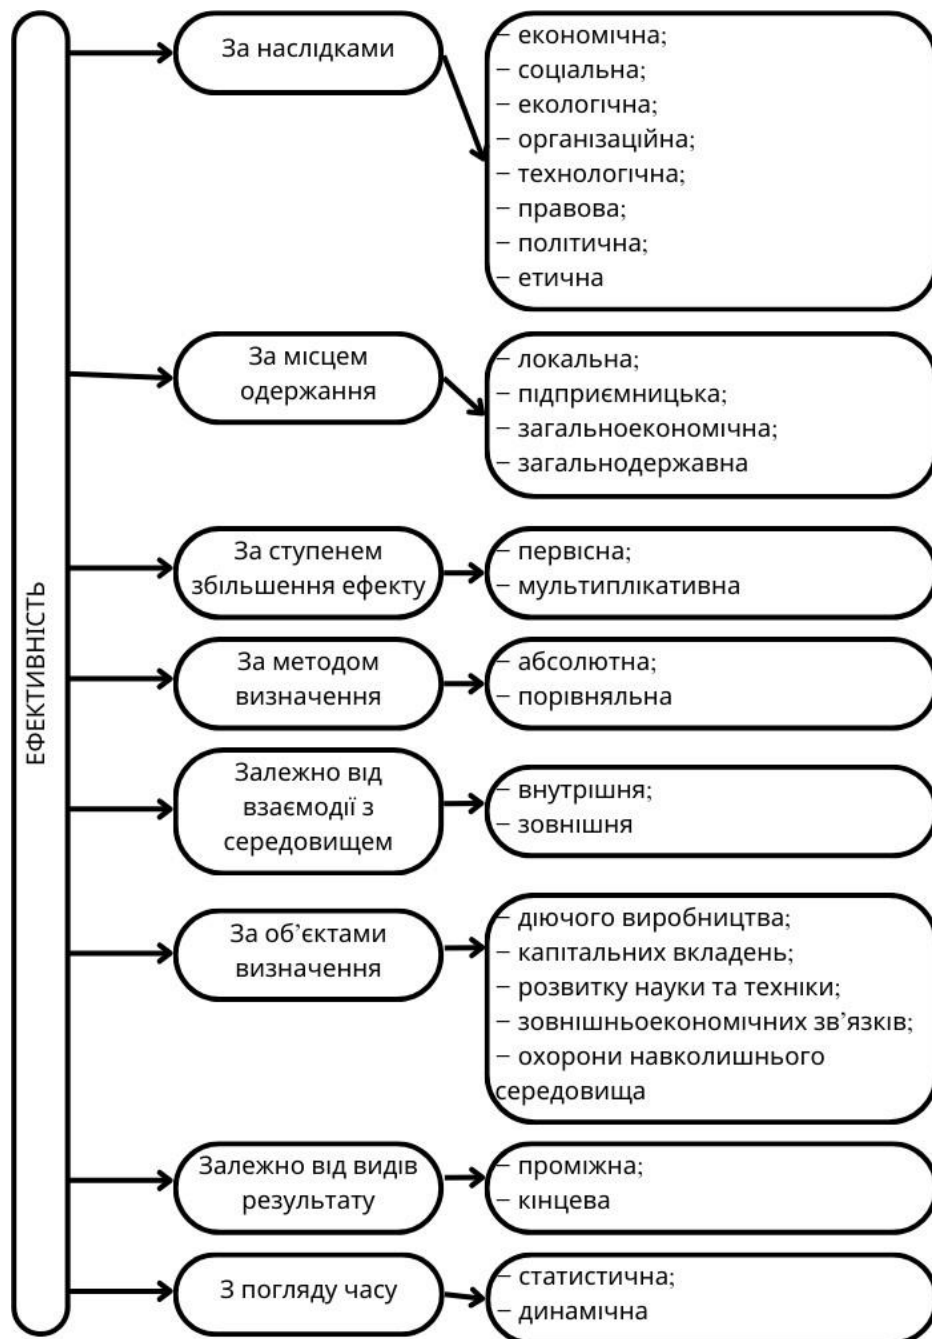 ЕФЕКТИВНІСТЬ
За наслідками
– економічна;
– соціальна;
– екологічна;
– організаційна;
– технологічна;
– правова;
– політична;
– етична
За місцем
одержання
– локальна;
– підприємницька;
– загальноекономічна;
– загальнодержавна
За ступенем
збільшення ефекту
– первісна;
– мультиплікативна
За методом
визначення
– абсолютна;
– порівняльна
Залежно від
взаємодії з
середовищем
– внутрішня;
– зовнішня
За об’єктами
визначення
– діючого виробництва;
– капітальних вкладень;
– розвитку науки та техніки;
– зовнішньоекономічних зв’язків;
– охорони навколишнього
середовища
Залежно від видів
результату
– проміжна;
– кінцева
З погляду часу
– статистична;
– динамічна